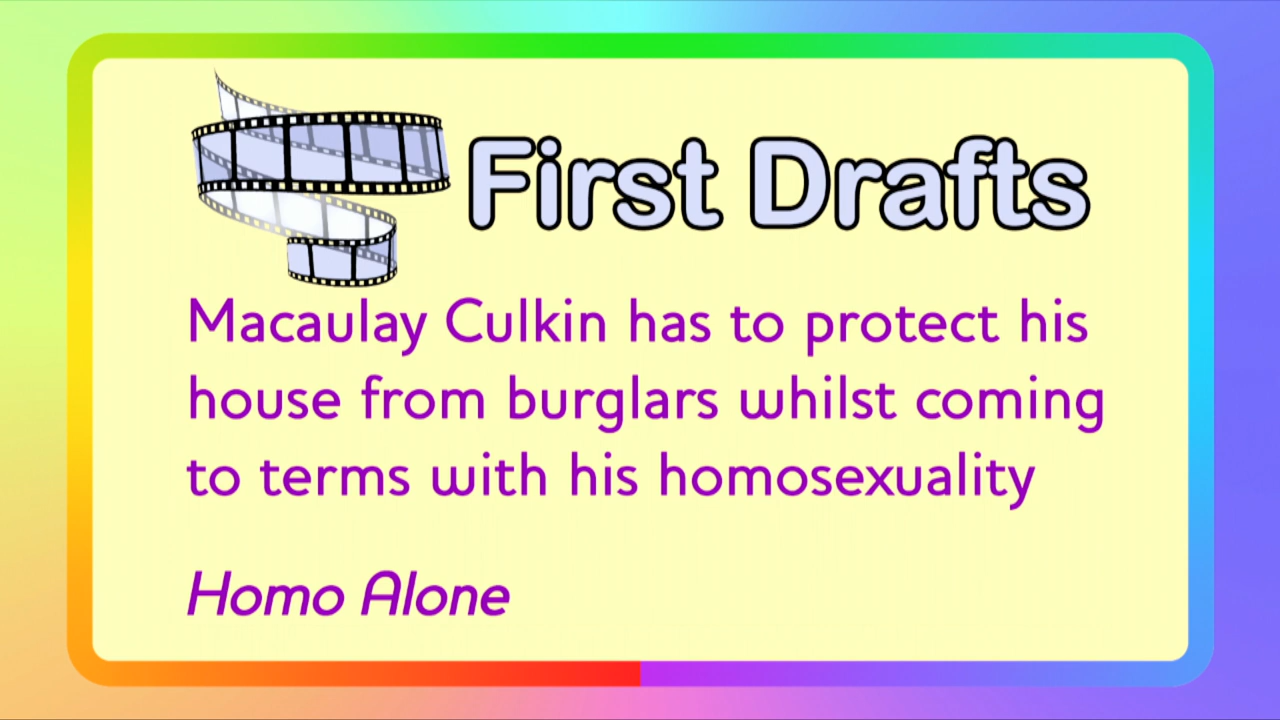 First Drafts
Macaulay Culkin has to protect his
house from burglars whilst coming
to terms with his homosexuality
Homo Alone